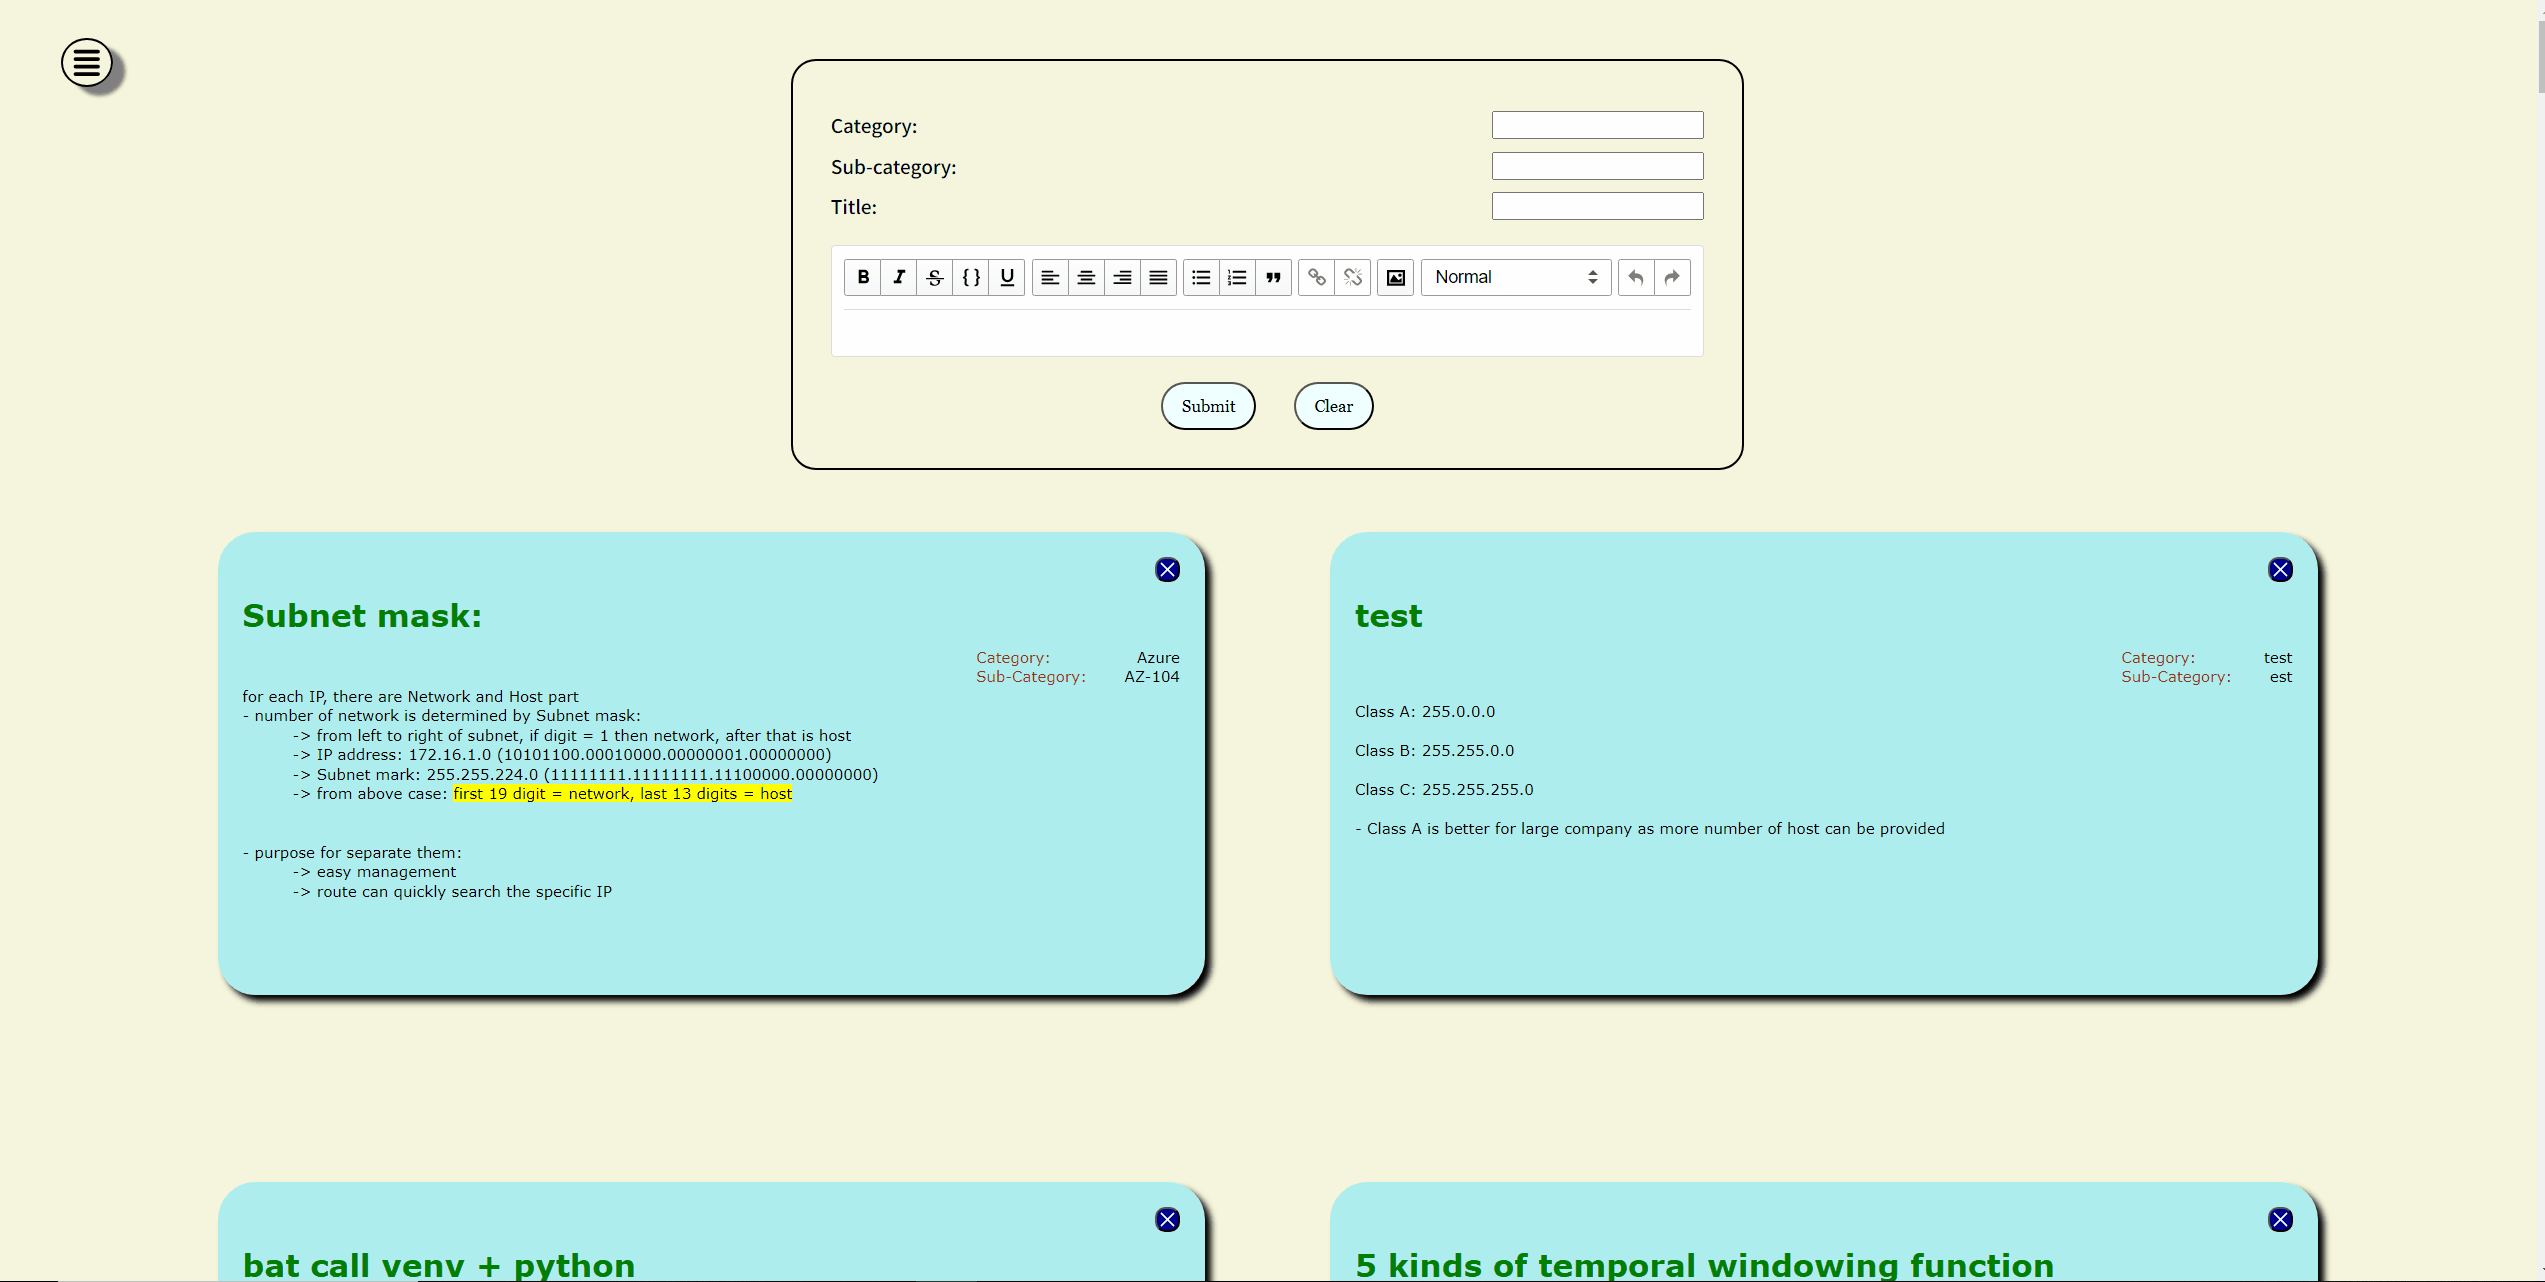 Category:
Sub-category:
Title:
B I S {} U Normal
Submit Clear
Subnet mask:
Category: Azure
Sub-Category: AZ-104
for each IP, there are Network and Host part
- number of network is determined by Subnet mask:
-> from left to right of subnet, if digit = 1 then network, after that is host
-> IP address: 172.16.1.0 (10101100.00010000.00000001.00000000)
-> Subnet mark: 255.255.224.0 (11111111.11111111.11100000.00000000)
-> from above case: first 19 digit = network, last 13 digits = host
- purpose for separate them:
-> easy management
-> route can quickly search the specific IP
test
Category: test
Sub-Category: est
Class A: 255.0.0.0
Class B: 255.255.0.0
Class C: 255.255.255.0
- Class A is better for large company as more number of host can be provided
bat call venv + python
5 kinds of temporal windowing function